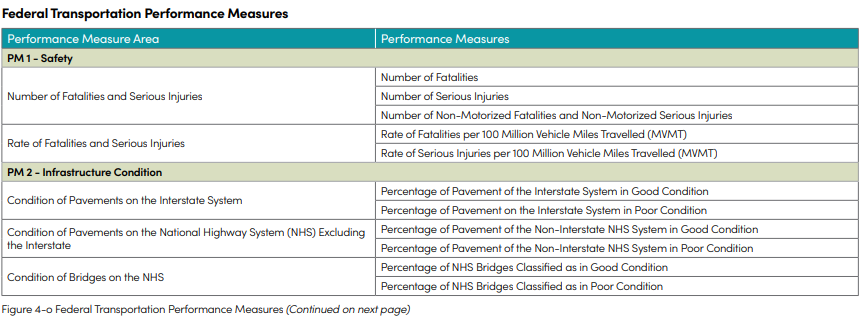 Federal Transportation Performance Measures
Performance Measure Area Performance Measures
PM 1 - Safety
Number of Fatalities and Serious Injuries
Number of Fatalities
Number of Serious Injuries
Number of Non-Motorized Fatalities and Non-Motorized Serious Injuries
Rate of Fatalities and Serious Injuries
Rate of Fatalities per 100 Million Vehicle Miles Travelled (MVMT)
Rate of Serious Injuries per 100 Million Vehicle Miles Travelled (MVMT)
PM 2 - Infrastructure Condition
Condition of Pavements on the Interstate System
Percentage of Pavement of the Interstate System in Good Condition
Percentage of Pavement on the Interstate System in Poor Condition
Condition of Pavements on the National Highway System (NHS) Excluding
the Interstate
Percentage of Pavement of the Non-Interstate NHS System in Good Condition
Percentage of Pavement of the Non-Interstate NHS System in Poor Condition
Condition of Bridges on the NHS
Percentage of NHS Bridges Classified as in Good Condition
Percentage of NHS Bridges Classified as in Poor Condition
Figure 4-o Federal Transportation Performance Measures (Continued on next page)